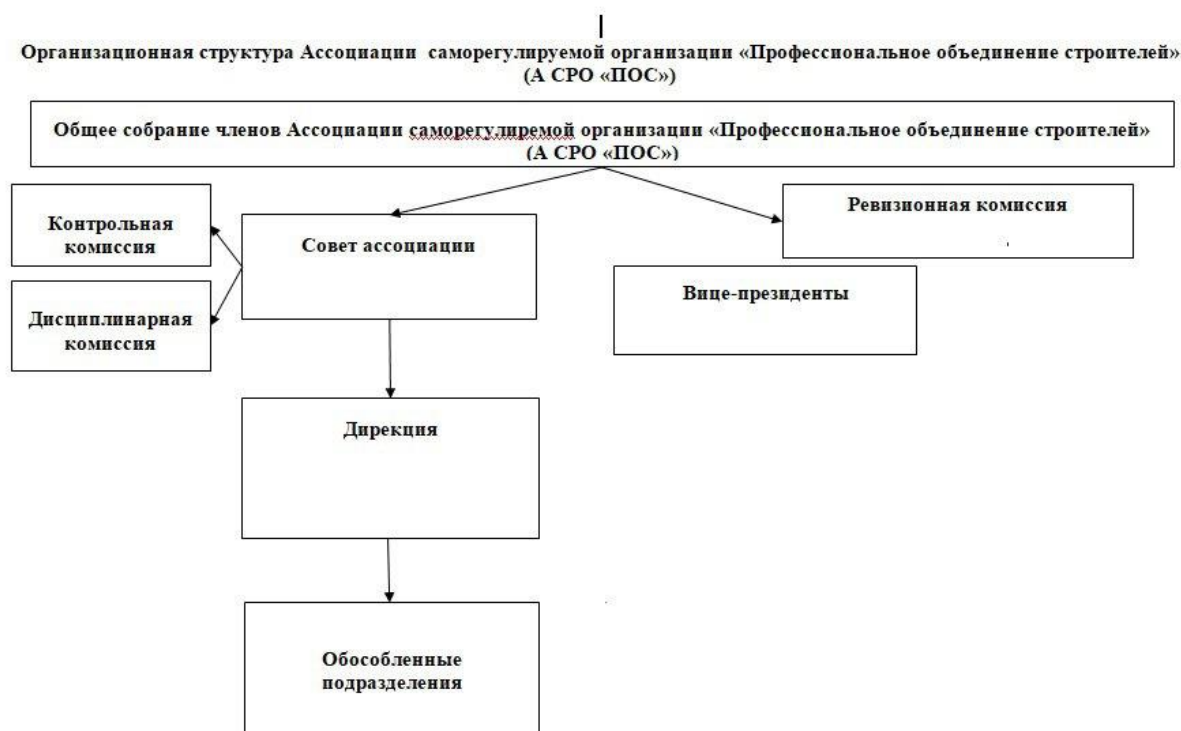 Организационная структура Ассоциации саморегулируемой организации «Профессиональное объединение строителей»
(А СРО «ПОС»)
Общее собрание членов Ассоциации саморегулиремой организации «Профессиональное объединение строителей»
(А СРО «ПОС»)
Контрольная
комиссия
Совет ассоциации
Ревизионная комиссия
Вице-президенты
Дисциплинарная
комиссия
Дирекция
Обособленные
подразделения